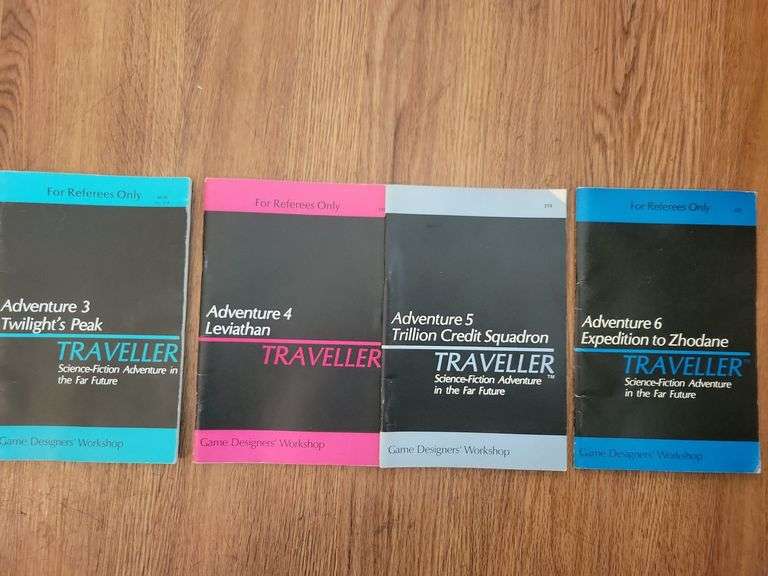 For Referees Only
Adventure 3
Twilight's Peak
TRAVELLER
Science-Fiction Adventure in
the Far Future
Game Designers' Workshop
For Referees Only
Adventure 4
Leviathan
TRAVELLER
Game Designers' Workshop
Adventure 5
Trillion Credit Squadron
TRAVELLER™
Science-Fiction Adventure
in the Far Future
Game Designers' Workshop
For Referees Only
Adventure 6
Expedition to Zhodane
TRAVELLER™
Science-Fiction Adventure
in the Far Future
Game Designers' Workshop